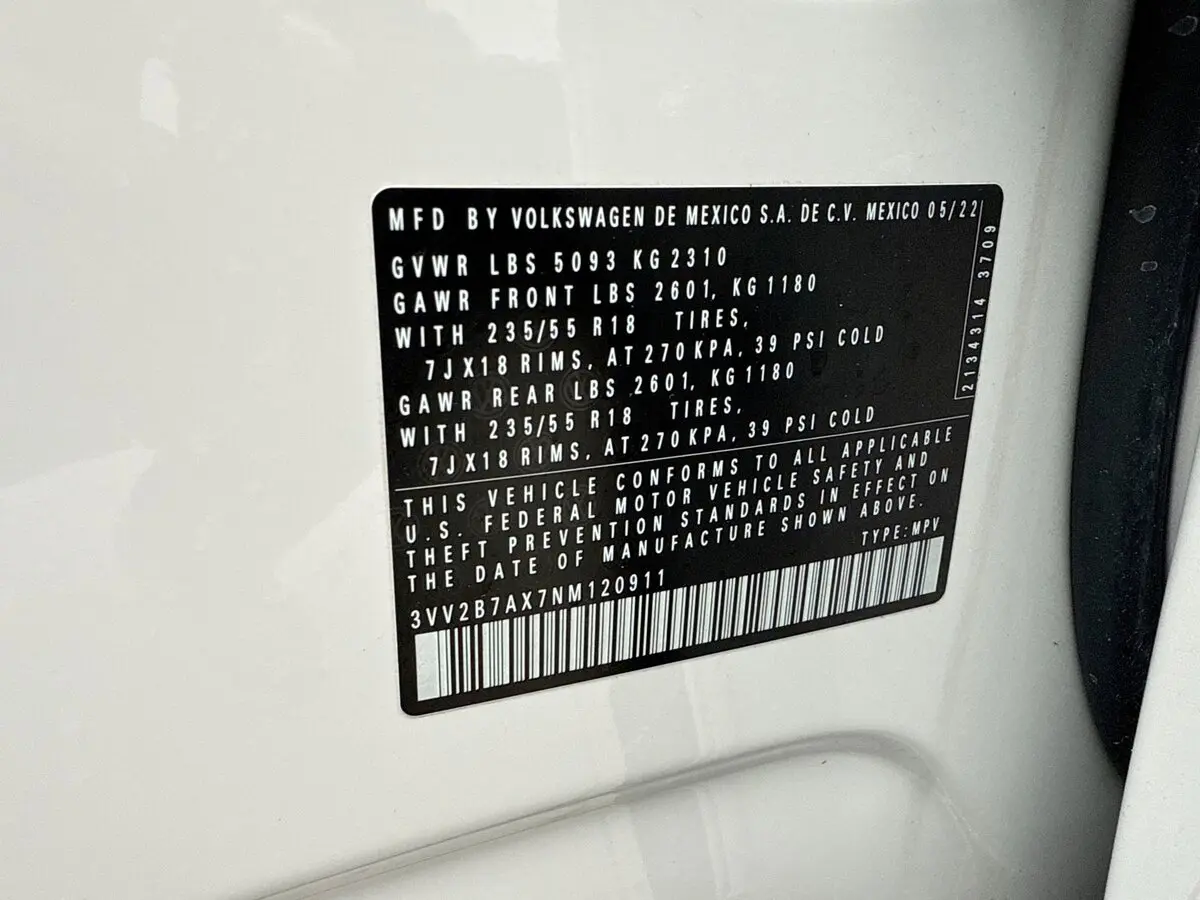 MFD BY VOLKSWAGEN DE MEXICO S.A. DE C.V. MEXICO 05/22
GVWR LBS 5093 KG 2310
GAWR FRONT LBS 2601, KG 1180
WITH 235/55 R18 TIRES,
7JX18 RIMS, AT 270 KPA, 39 PSI COLD
GAWR REAR LBS 2601, KG 1180
WITH 235/55 R18 TIRES,
7JX18 RIMS, AT 270 KPA, 39 PSI COLD
2134314 3709
THIS VEHICLE CONFORMS TO ALL APPLICABLE
U.S. FEDERAL MOTOR VEHICLE SAFETY AND
THEFT PREVENTION STANDARDS IN EFFECT ON
THE DATE OF MANUFACTURE SHOWN ABOVE.
TYPE: MPV
3VV2B7AX7NM120911